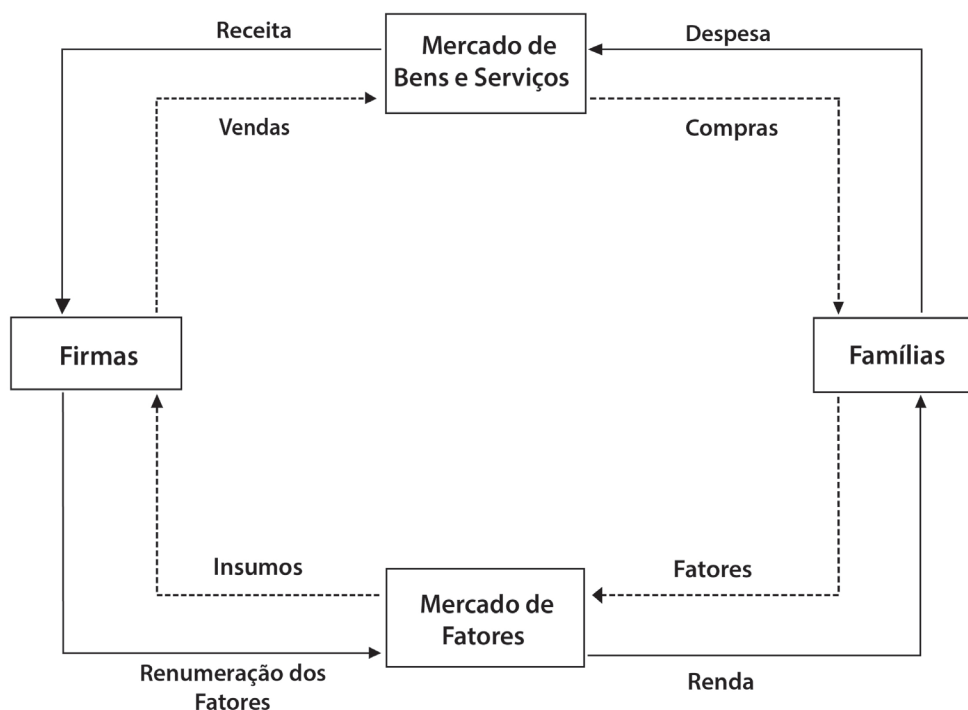 Receita
Mercado de
Bens e Serviços
Despesa
Vendas
Compras
Firmas
Famílias
Insumos
Fatores
Mercado de
Fatores
Renumeração dos
Fatores
Renda